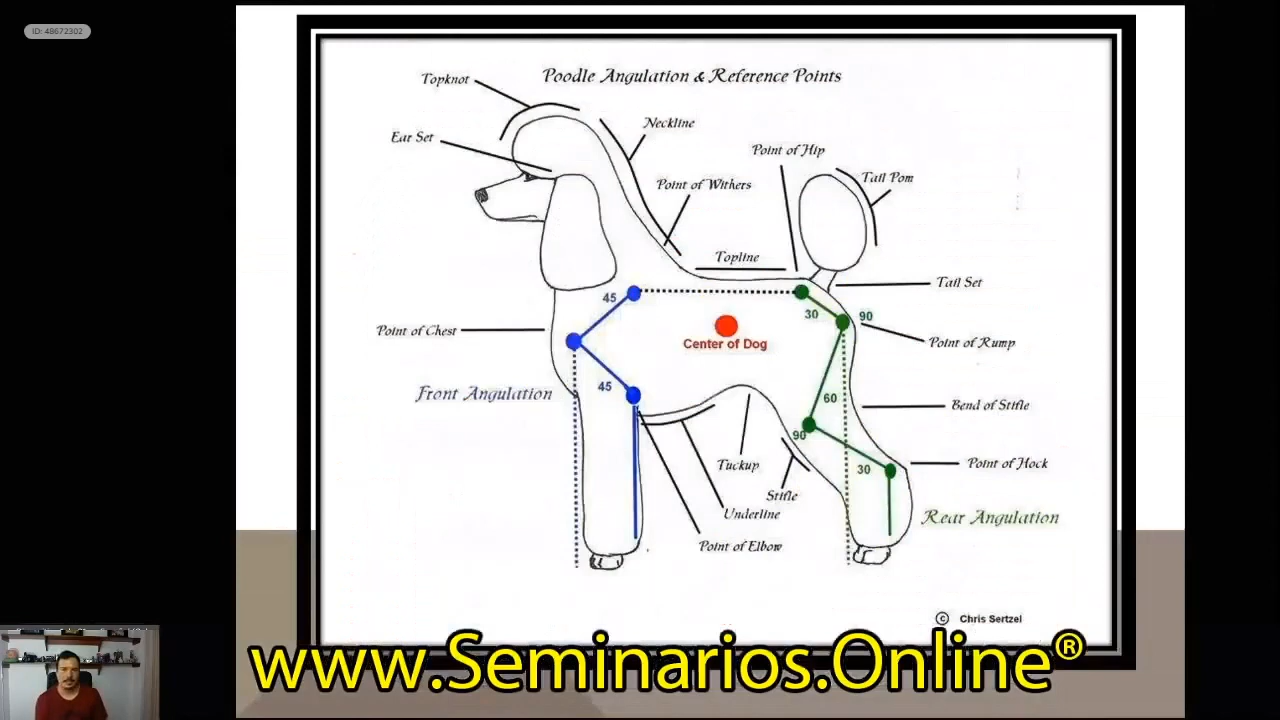 ID: 48672302
Poodle Angulation & Reference Points
Topknot
Neckline
Ear Set
Point of Hip
Tail Pom
Point of Withers
Topline
Tail Set
45
30
90
Point of Chest
Center of Dog
Point of Rump
45
Front Angulation
60
Bend of Stifle
90
Tuckup
30
Point of Hock
Stifle
Underline
Rear Angulation
Point of Elbow
© Chris Sertzel
www.Seminarios.Online®